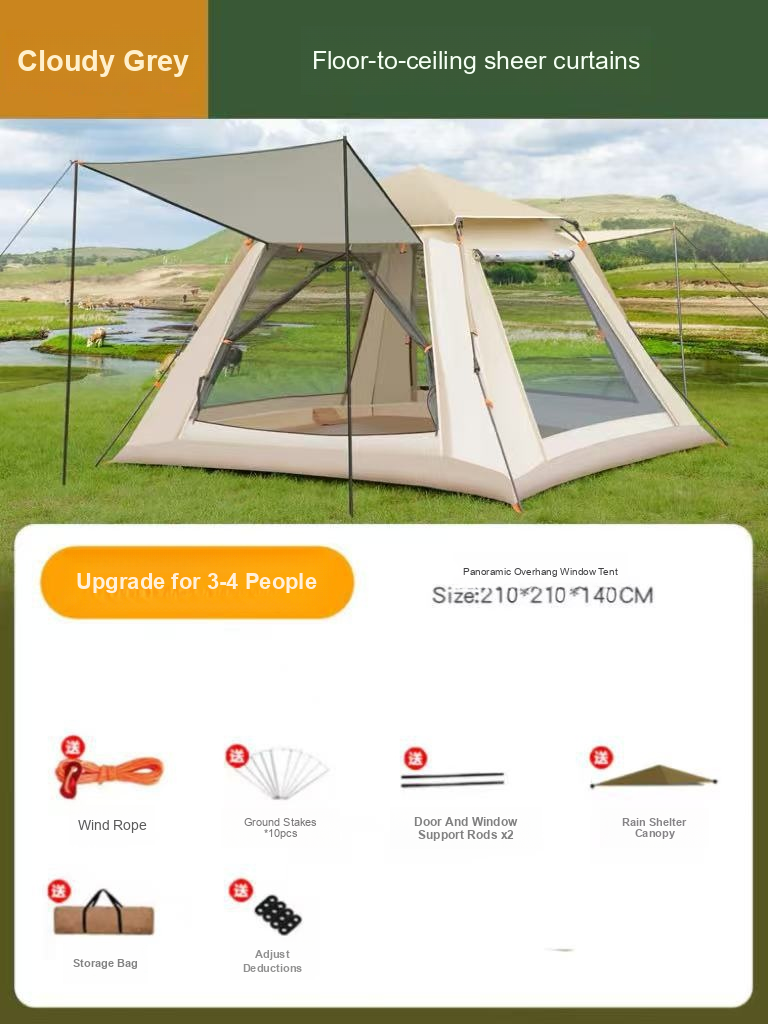 Cloudy Grey
Floor-to-ceiling sheer curtains
Upgrade for 3-4 People
Panoramic Overhang Window Tent
Size:210*210*140CM
送
送
送
送
Wind Rope
Ground Stakes
*10pcs
Door And Window
Support Rods x2
Rain Shelter
Canopy
送
送
Storage Bag
Adjust
Deductions